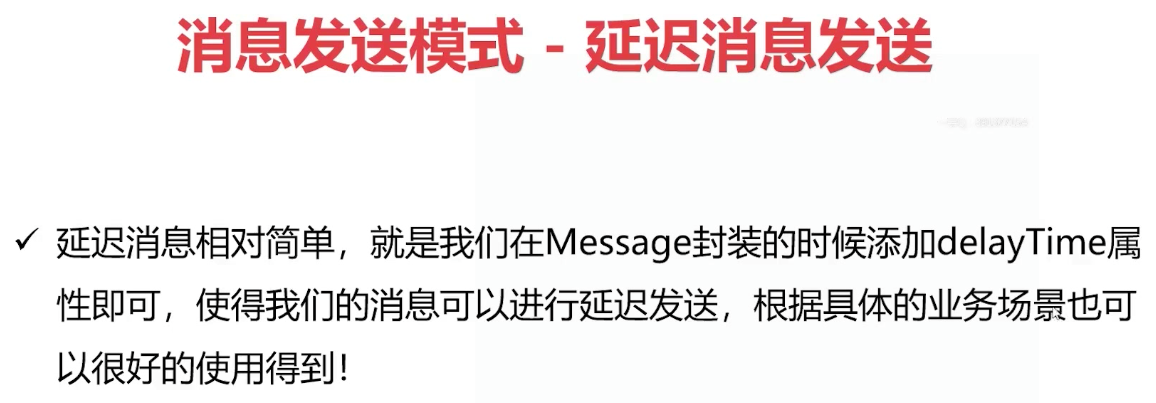 消息发送模式 - 延迟消息发送
✓ 延迟消息相对简单，就是我们在Message封装的时候添加delayTime属
性即可，使得我们的消息可以进行延迟发送，根据具体的业务场景也可
以很好的使用得到！